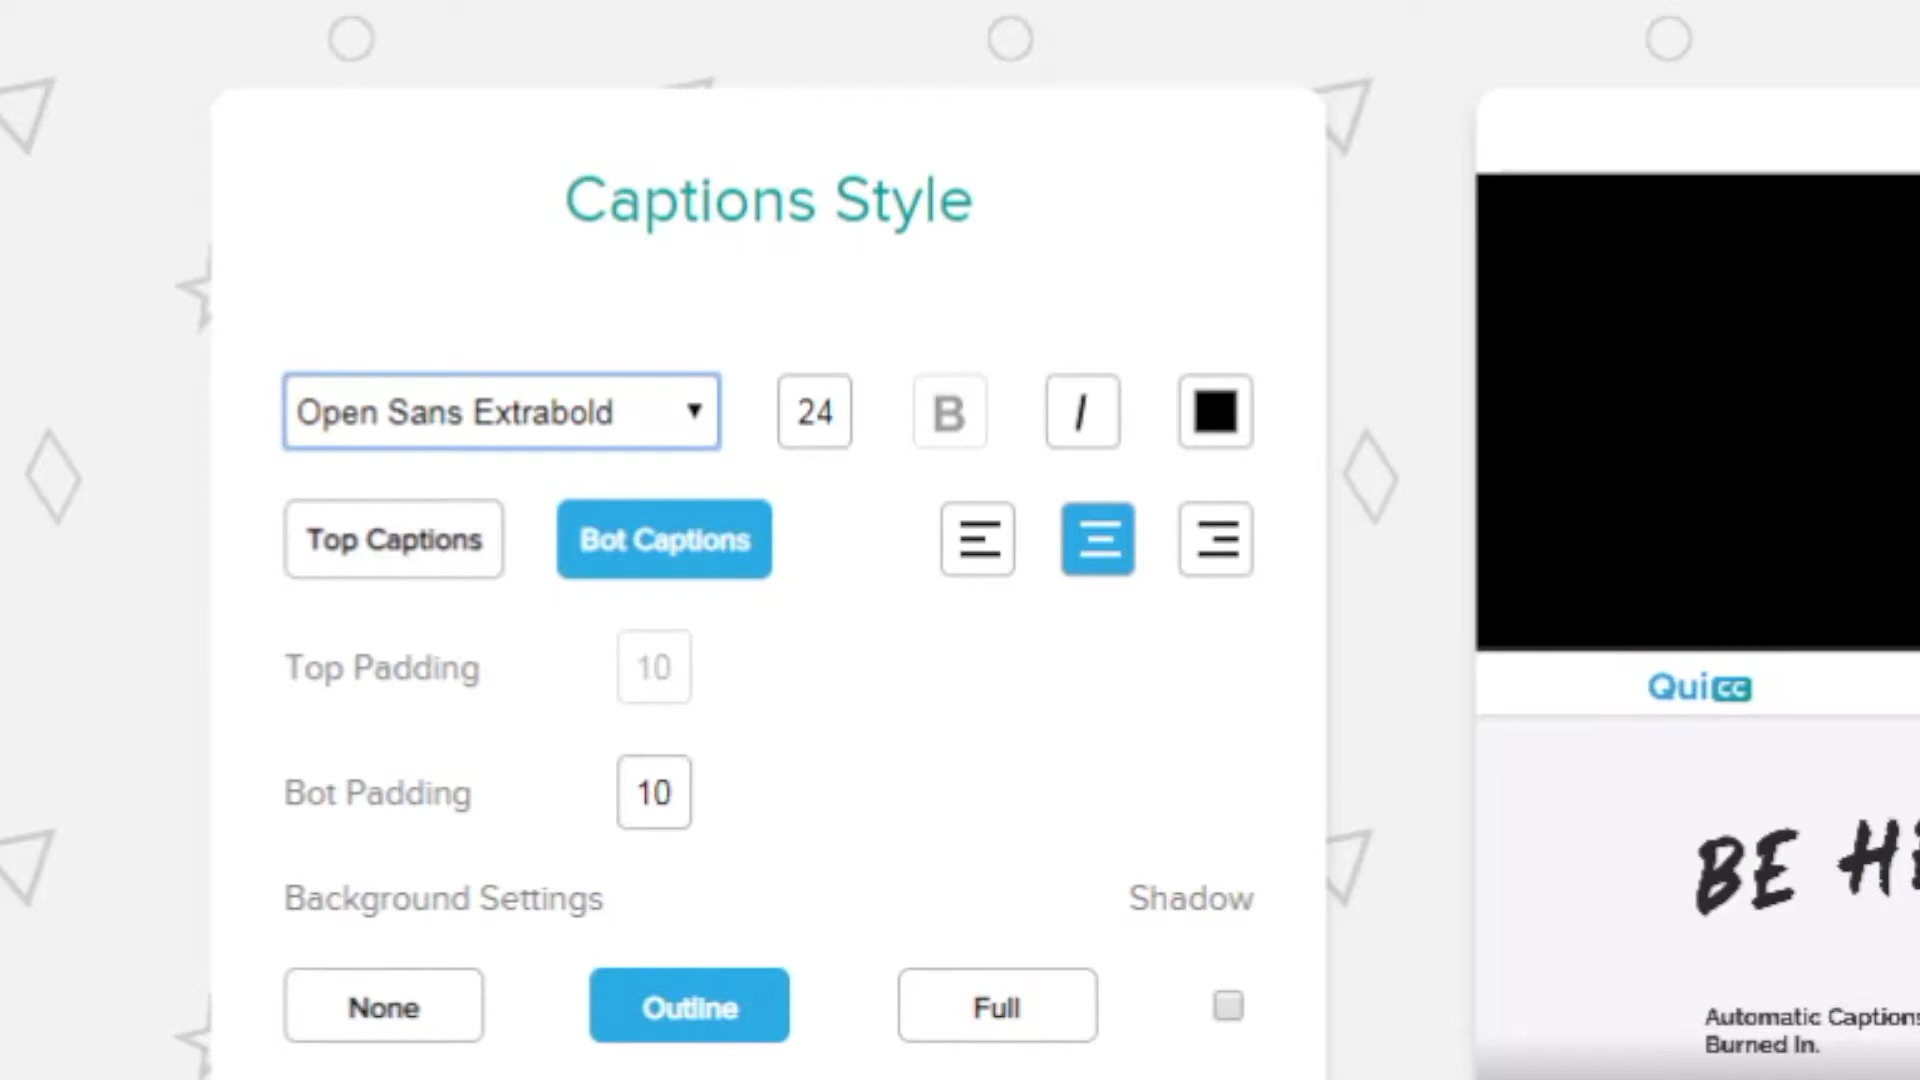 Captions Style
Open Sans Extrabold
24
B
I
Top Captions
Bot Captions
Top Padding
10
Bot Padding
10
Background Settings
Shadow
None
Outline
Full
Quicc
BE
Automatic Captions
Burned In.